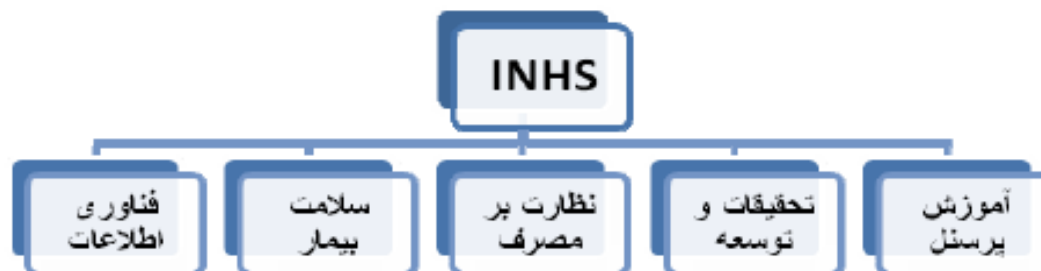 INHS
آموزش
پرسنل
تحقیقات و
توسعه
نظارت بر
مصرف
سلامت
بیمار
فناوری
اطلاعات